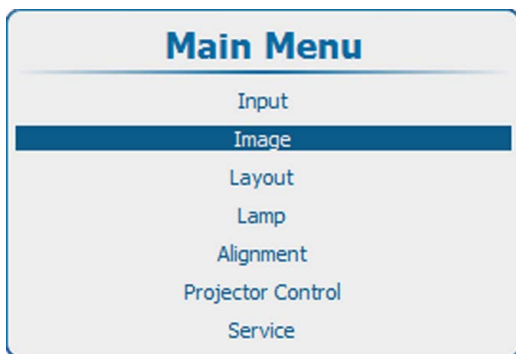 Main Menu
Input
Image
Layout
Lamp
Alignment
Projector Control
Service